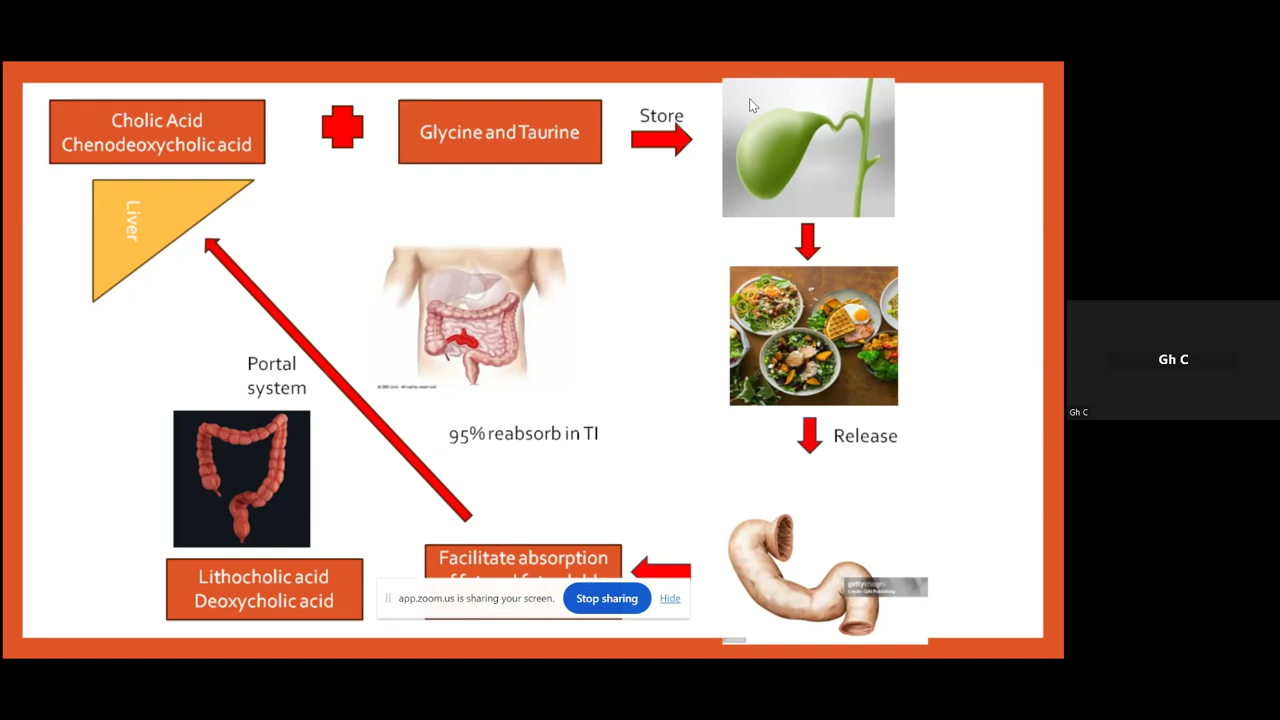 Cholic Acid
Chenodeoxycholic acid
Glycine and Taurine
Store
Liver
Portal
system
95% reabsorb in TI
Release
Facilitate absorption
Lithocholic acid
Deoxycholic acid
app.zoom.us is sharing your screen.
Stop sharing
Hide
gettyimages
Gh C
Gh C